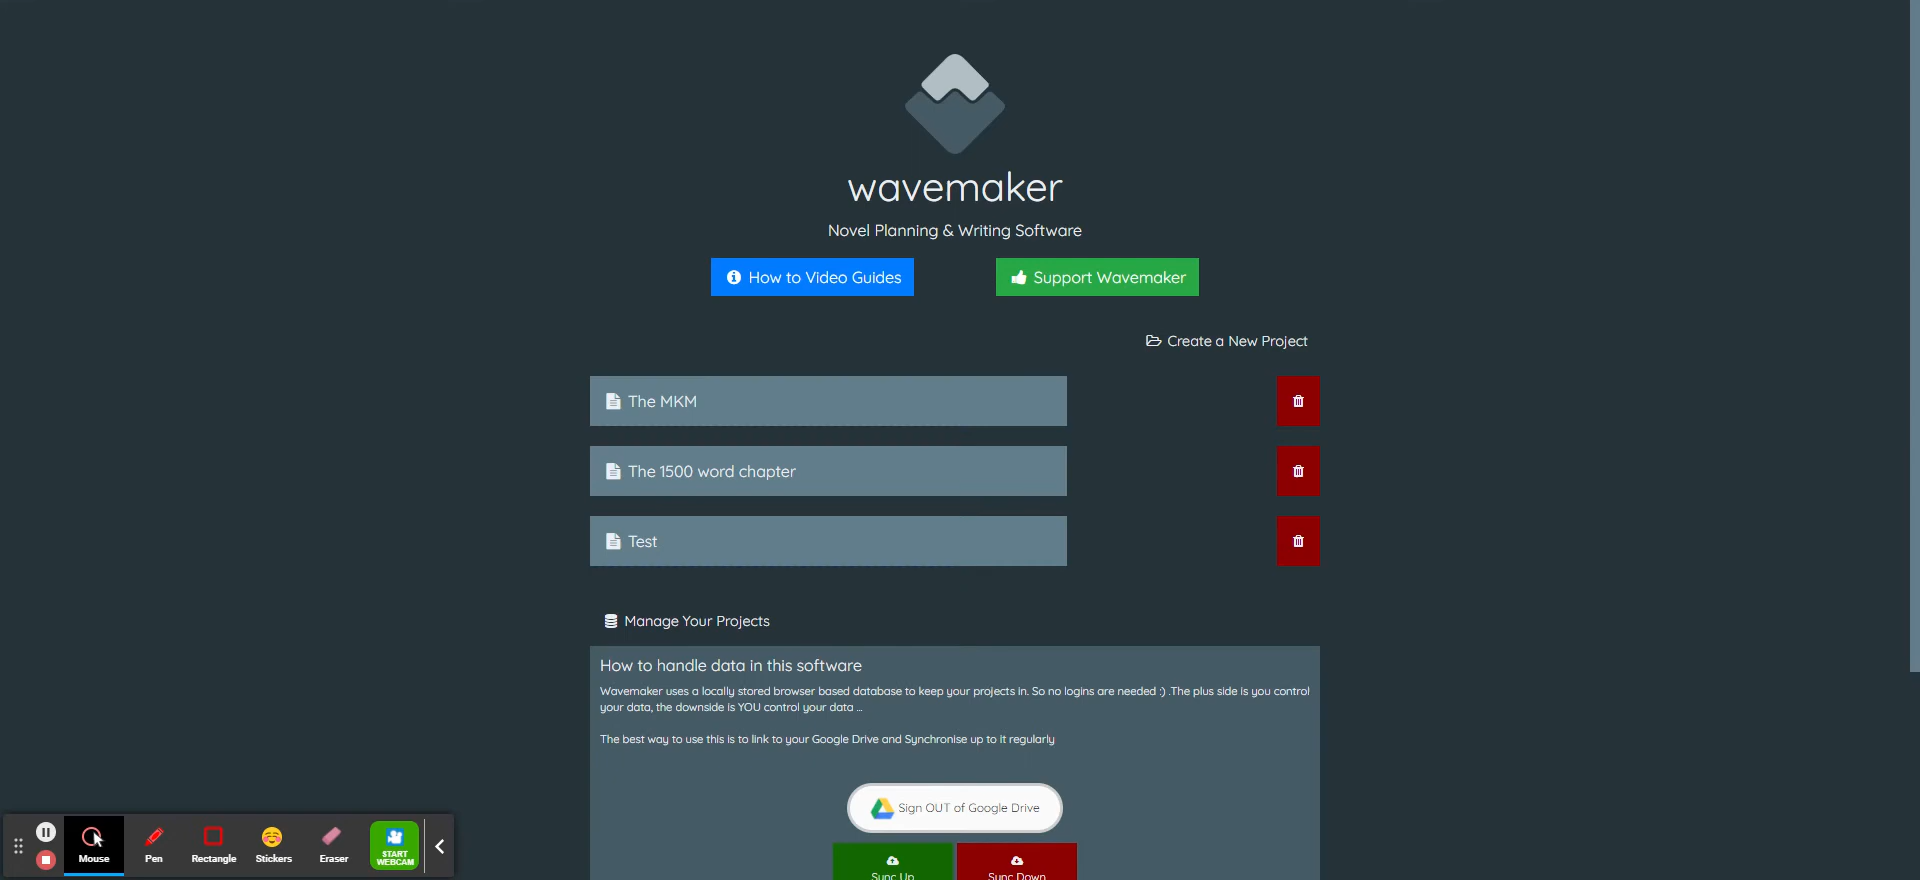 wavemaker
Novel Planning & Writing Software
How to Video Guides
Support Wavemaker
Create a New Project
The MKM
The 1500 word chapter
Test
Manage Your Projects
How to handle data in this software
Wavemaker uses a locally stored browser based database to keep your projects in. So no logins are needed :) .The plus side is you control
your data, the downside is YOU control your data ...
The best way to use this is to link to your Google Drive and Synchronise up to it regularly
Sign OUT of Google Drive
Sync Up
Sync Down
Mouse
Pen
Rectangle
Stickers
Eraser
START
WEBCAM